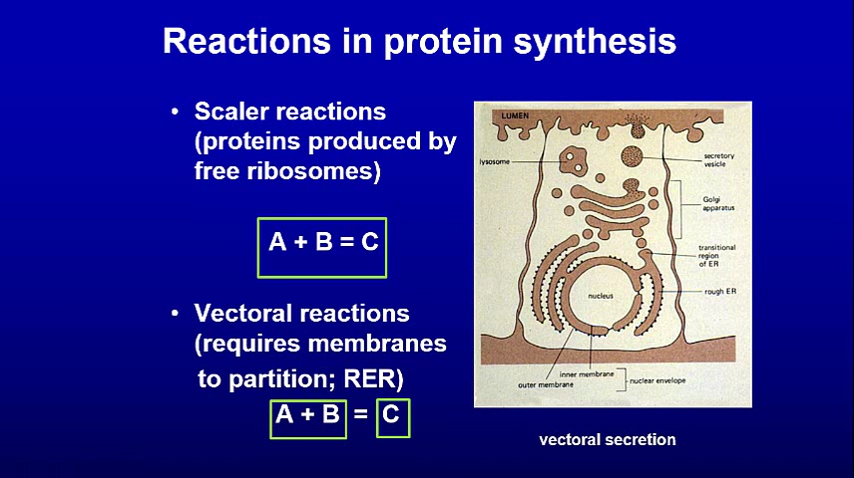 Reactions in protein synthesis
• Scaler reactions
(proteins produced by
free ribosomes)
A + B = C
• Vectoral reactions
(requires membranes
to partition; RER)
A + B = C
LUMEN
lysosome
secretory
vesicle
Golgi
apparatus
transitional
region
of ER
rough ER
nucleus
inner membrane
outer membrane
nuclear envelope
vectoral secretion